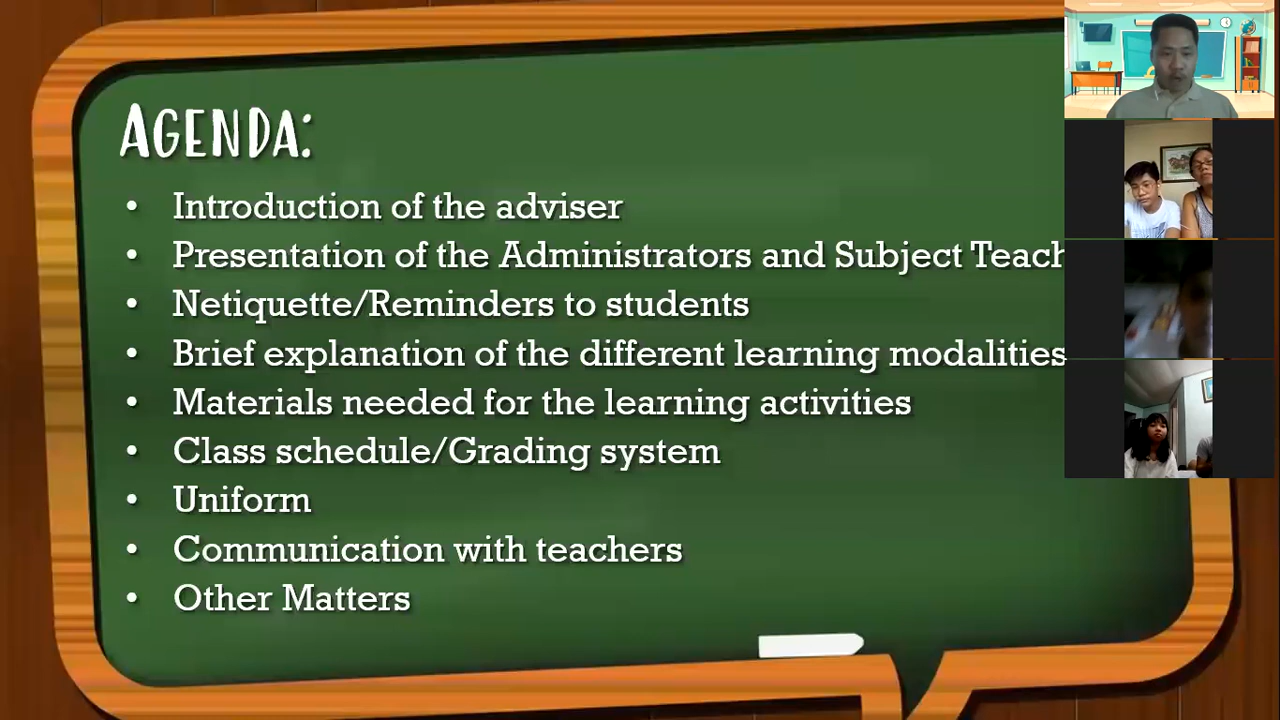 AGENDA:
• Introduction of the adviser
• Presentation of the Administrators and Subject Teach
• Netiquette/Reminders to students
• Brief explanation of the different learning modalities
• Materials needed for the learning activities
• Class schedule/Grading system
• Uniform
• Communication with teachers
• Other Matters